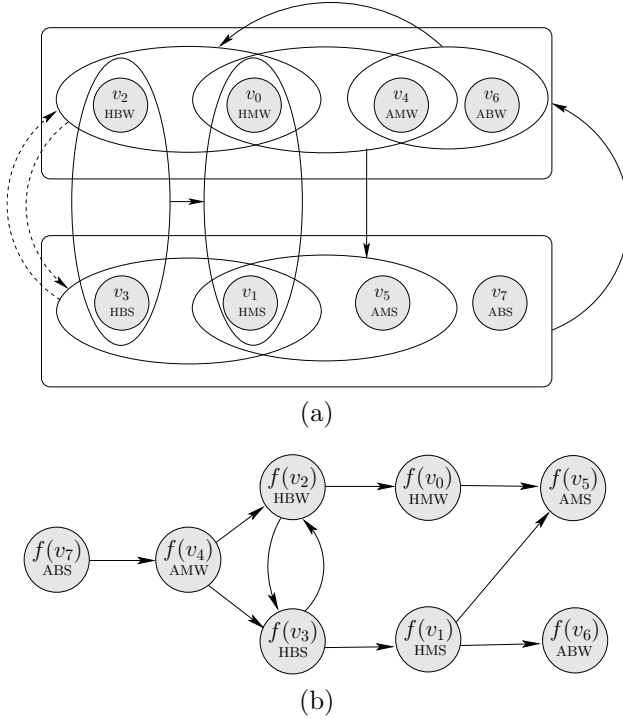 v₂ v₀ v₄ v₆
HBW HMW AMW ABW
v₃ v₁ v₅ v₇
HBS HMS AMS ABS
(a)
f(v₂) f(v₀) f(v₅)
HBW HMW AMS
f(v₇) f(v₄)
ABS AMW
f(v₃) f(v₁) f(v₆)
HBS HMS ABW
(b)